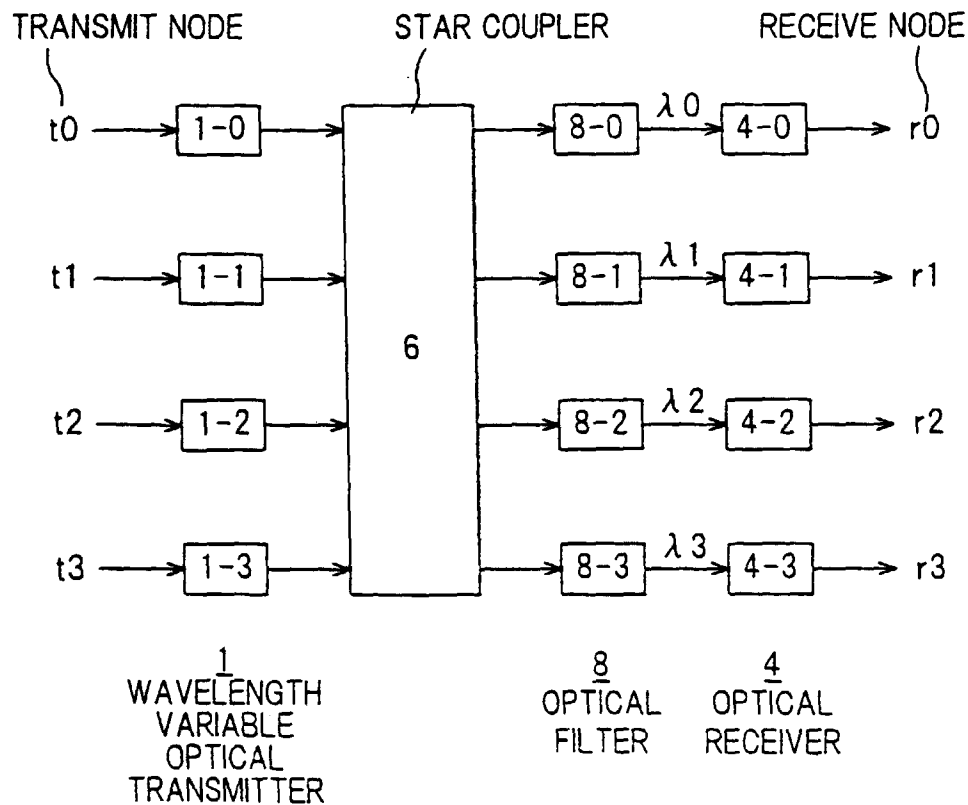 TRANSMIT NODE STAR COUPLER RECEIVE NODE
t0 1-0 8-0 λ0 4-0 r0
t1 1-1 8-1 λ1 4-1 r1
6
t2 1-2 8-2 λ2 4-2 r2
t3 1-3 8-3 λ3 4-3 r3
1
WAVELENGTH
VARIABLE
OPTICAL
TRANSMITTER
8
OPTICAL
FILTER
4
OPTICAL
RECEIVER